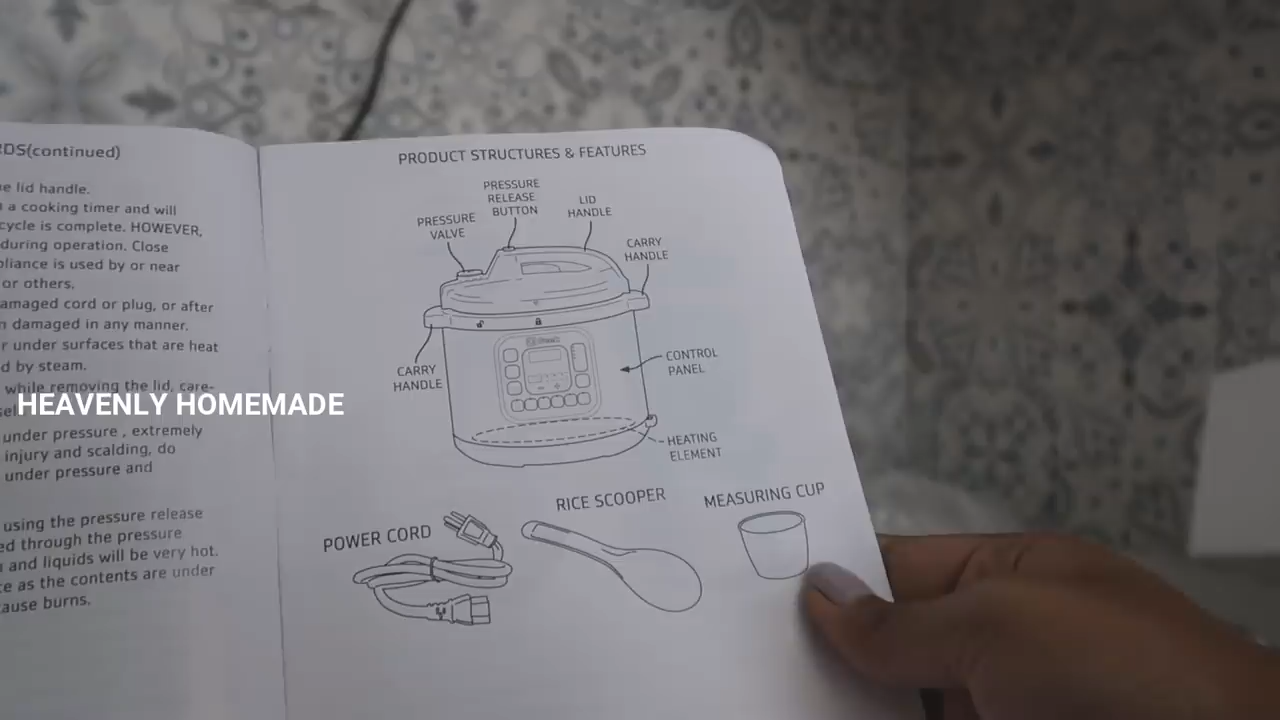 RDS(continued)
e lid handle.
a cooking timer and will
cycle is complete. HOWEVER,
during operation. Close
pliance is used by or near
or others.
amaged cord or plug, or after
n damaged in any manner.
r under surfaces that are heat
d by steam.
while removing the lid, care-
HEAVENLY HOMEMADE
under pressure , extremely
injury and scalding, do
under pressure and
using the pressure release
ed through the pressure
and liquids will be very hot.
ce as the contents are under
ause burns.
PRODUCT STRUCTURES & FEATURES
PRESSURE
RELEASE
BUTTON
LID
HANDLE
PRESSURE
VALVE
CARRY
HANDLE
CARRY
HANDLE
CONTROL
PANEL
HEATING
ELEMENT
POWER CORD
RICE SCOOPER
MEASURING CUP